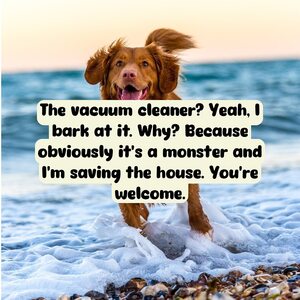 The vacuum cleaner? Yeah, I
bark at it. Why? Because
obviously it's a monster and
I'm saving the house. You're
welcome.